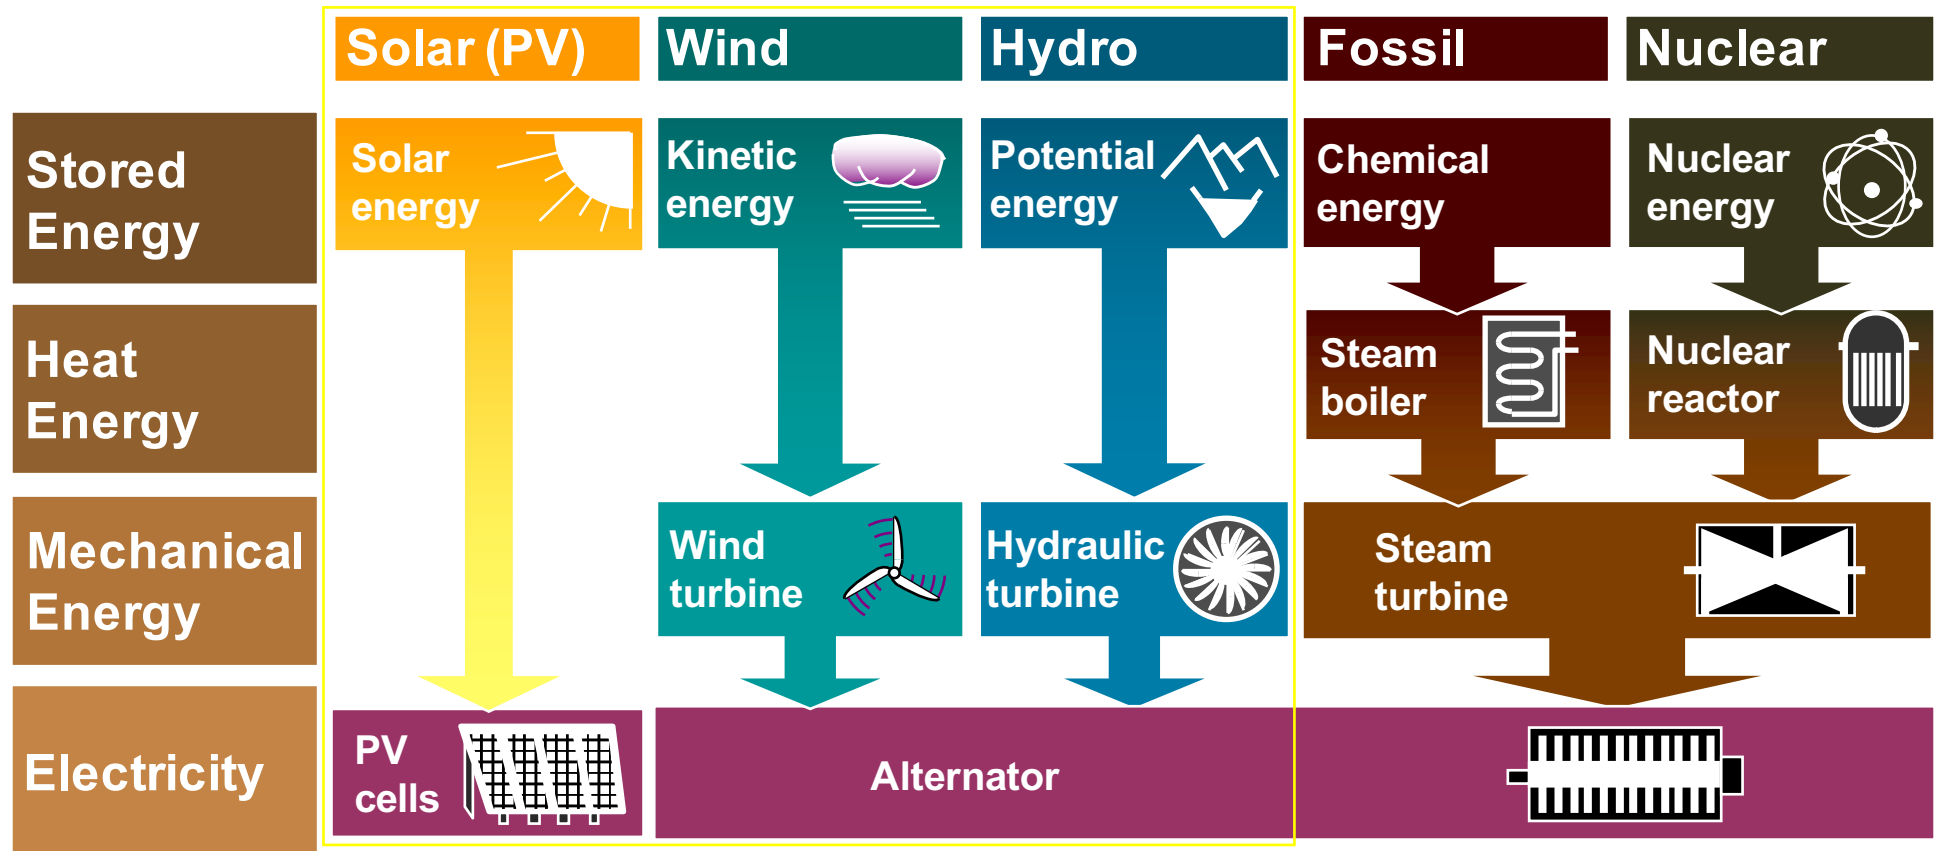 Solar (PV)
Wind
Hydro
Fossil
Nuclear
Stored
Energy
Solar
energy
Kinetic
energy
Potential
energy
Chemical
energy
Nuclear
energy
Heat
Energy
Steam
boiler
Nuclear
reactor
Mechanical
Energy
Wind
turbine
Hydraulic
turbine
Steam
turbine
Electricity
PV
cells
Alternator